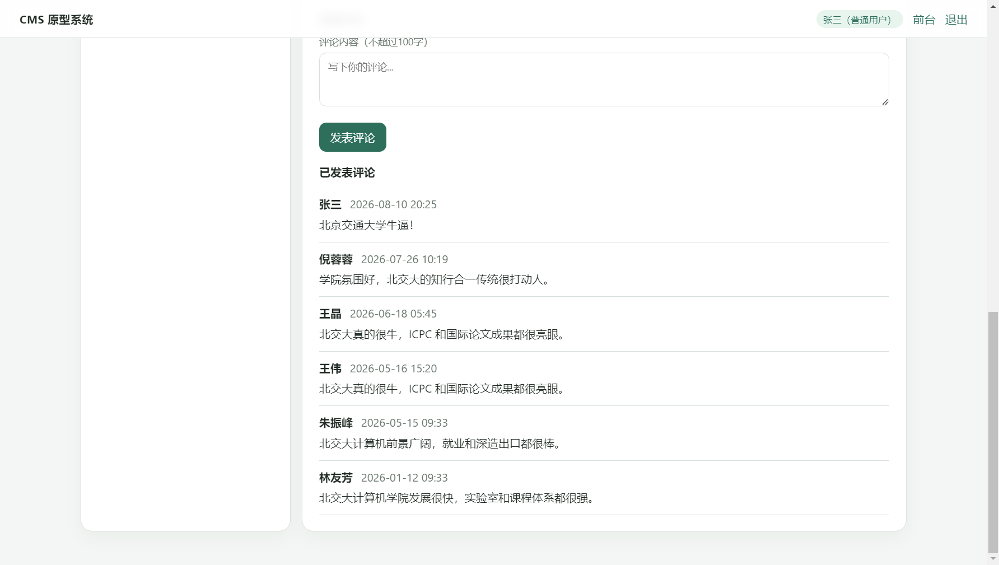 CMS 原型系统
张三（普通用户）
前台
退出
评论内容（不超过100字）
写下你的评论...
发表评论
已发表评论
张三 2026-08-10 20:25
北京交通大学牛逼！
倪蓉蓉 2026-07-26 10:19
学院氛围好，北交大的知行合一传统很打动人。
王晶 2026-06-18 05:45
北交大真的很牛，ICPC 和国际论文成果都很亮眼。
王伟 2026-05-16 15:20
北交大真的很牛，ICPC 和国际论文成果都很亮眼。
朱振峰 2026-05-15 09:33
北交大计算机前景广阔，就业和深造出口都很棒。
林友芳 2026-01-12 09:33
北交大计算机学院发展很快，实验室和课程体系都很强。